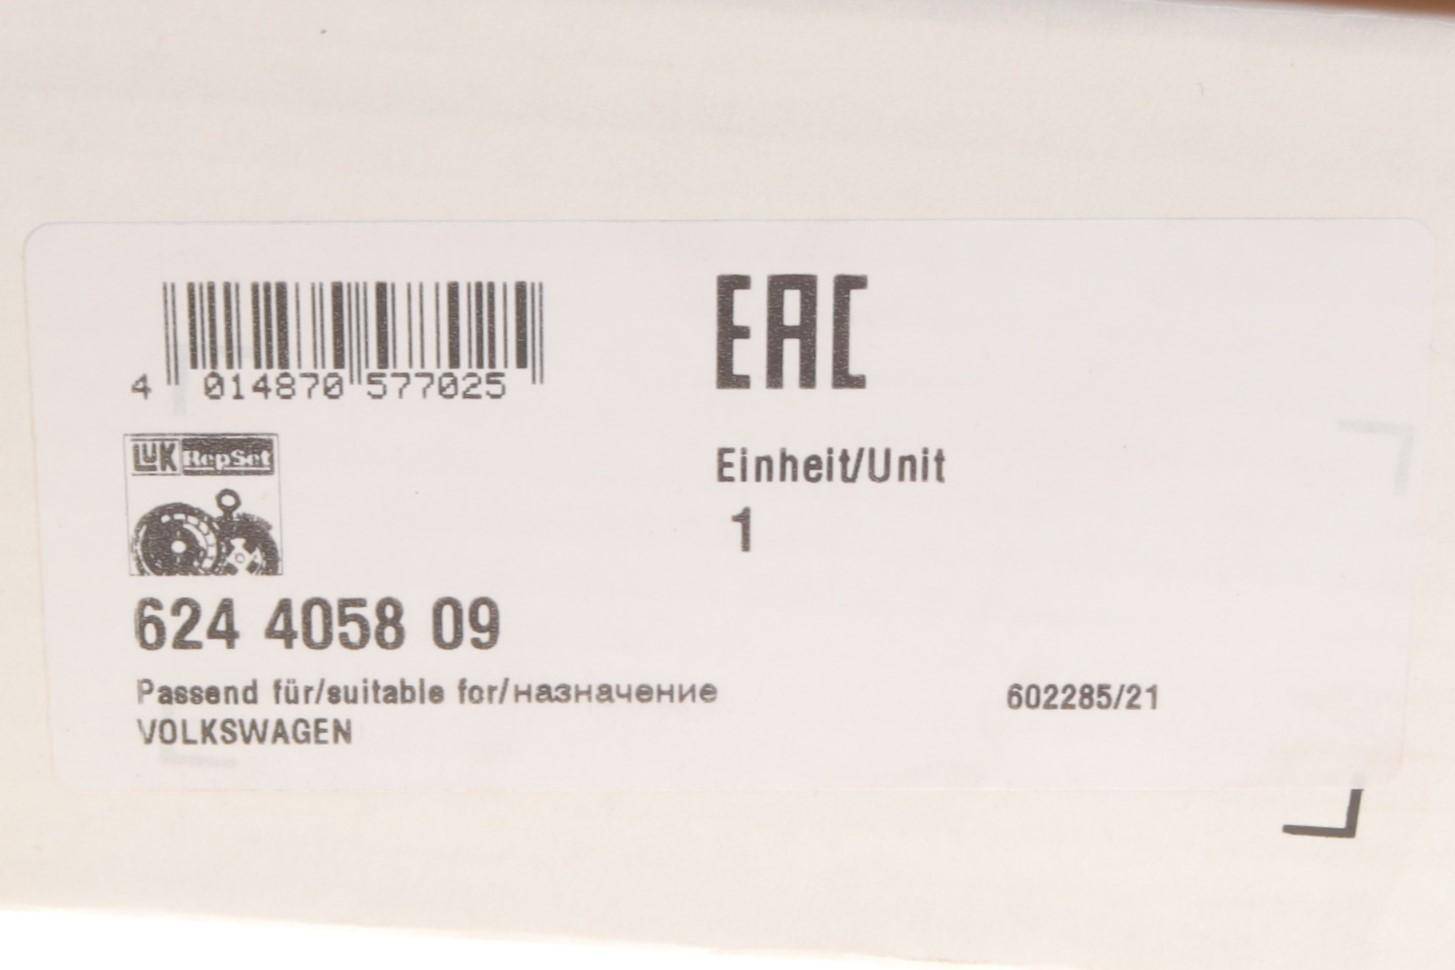 EAC
4 014870 577025
LUK RepSet
Einheit/Unit
1
624 4058 09
Passend für/suitable for/назначение
602285/21
VOLKSWAGEN